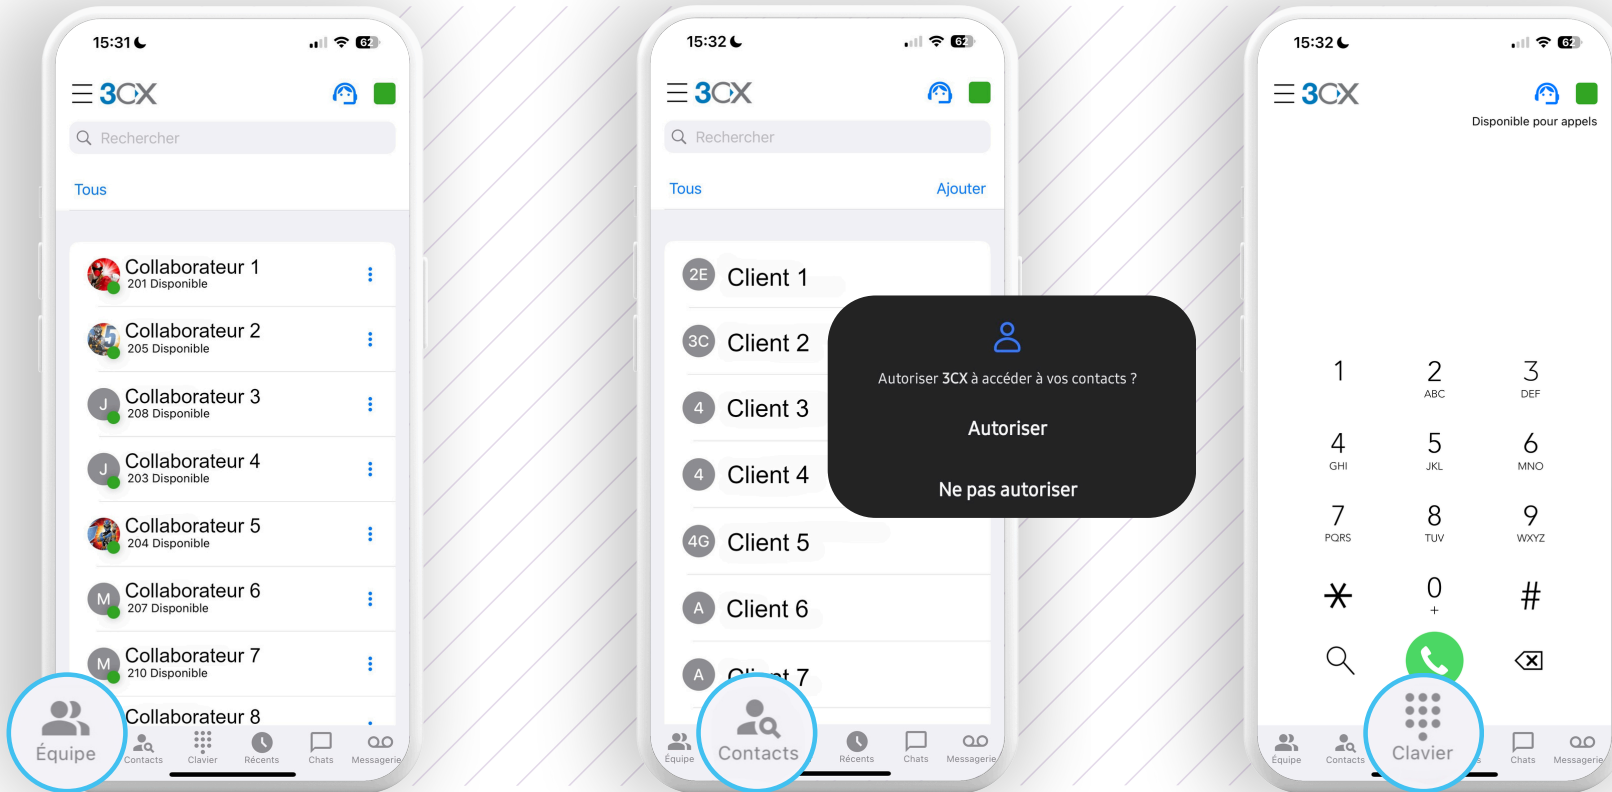 15:31
62
3CX
Rechercher
Tous
Collaborateur 1
201 Disponible
Collaborateur 2
205 Disponible
J
Collaborateur 3
208 Disponible
J
Collaborateur 4
203 Disponible
Collaborateur 5
204 Disponible
M
Collaborateur 6
207 Disponible
M
Collaborateur 7
210 Disponible
Collaborateur 8
Équipe
Contacts
Clavier
Récents
Chats
Messagerie
15:32
62
3CX
Rechercher
Tous
Ajouter
2E Client 1
3C Client 2
4 Client 3
4 Client 4
4G Client 5
A Client 6
A Client 7
Autoriser 3CX à accéder à vos contacts ?
Autoriser
Ne pas autoriser
Équipe
Contacts
Récents
Chats
Messagerie
15:32
62
3CX
Disponible pour appels
1 2 3
ABC DEF
4 5 6
GHI JKL MNO
7 8 9
PQRS TUV WXYZ
* 0 #
+
Équipe
Contacts
Clavier
Chats
Messagerie